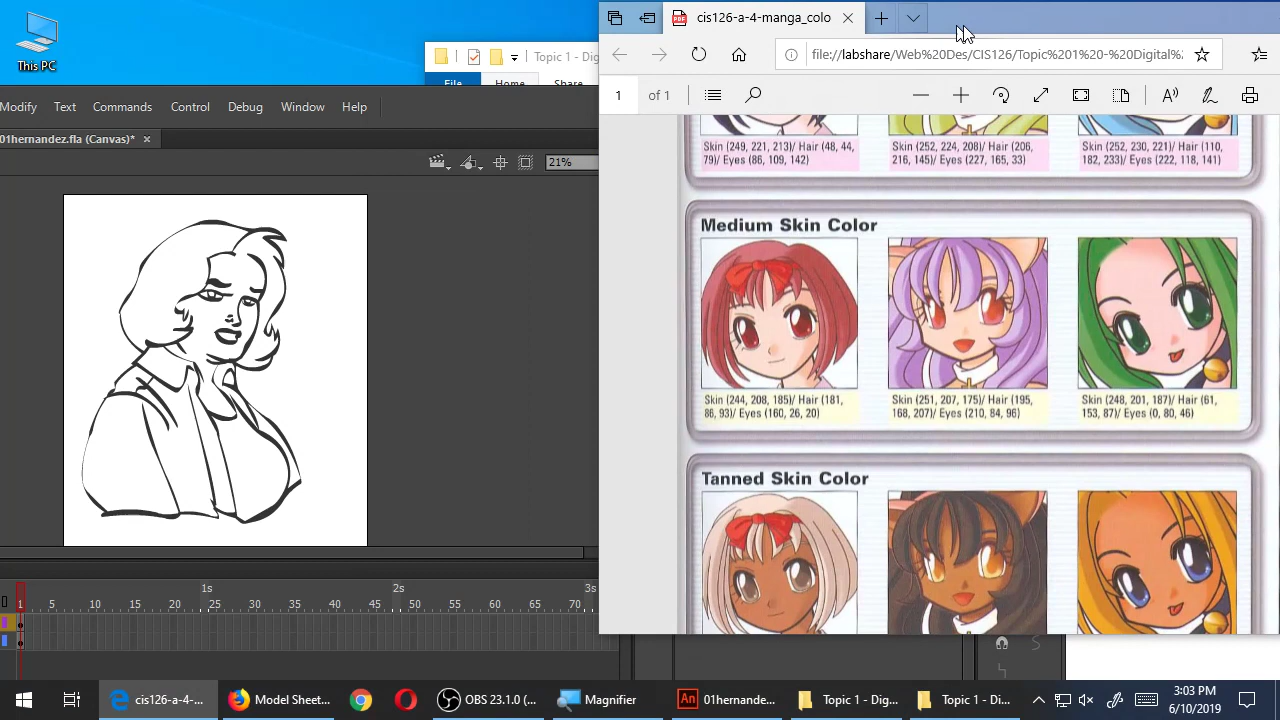 This PC
Topic 1 - Digital
File
Home
Share
Modify Text Commands Control Debug Window Help
01hernandez.fla (Canvas)*
21%
1s 2s 3s
1 5 10 15 20 25 30 35 40 45 50 55 60 65 70
cis126-a-4-manga_colo
file://labshare/Web%20Des/CIS126/Topic%201%20-%20Digital%
1 of 1
Skin (249, 221, 213)/ Hair (48, 44,
79)/ Eyes (86, 109, 142)
Skin (252, 224, 208)/ Hair (206,
216, 145)/ Eyes (227, 165, 33)
Skin (252, 230, 221)/ Hair (110,
182, 233)/ Eyes (222, 118, 141)
Medium Skin Color
Skin (244, 208, 185)/ Hair (181,
86, 93)/ Eyes (160, 26, 20)
Skin (251, 207, 175)/ Hair (195,
168, 207)/ Eyes (210, 84, 96)
Skin (248, 201, 187)/ Hair (61,
153, 87)/ Eyes (0, 80, 46)
Tanned Skin Color
cis126-a-4-...
Model Sheet...
OBS 23.1.0 (...
Magnifier
An
01hernande...
Topic 1 - Dig...
Topic 1 - Di...
3:03 PM
6/10/2019